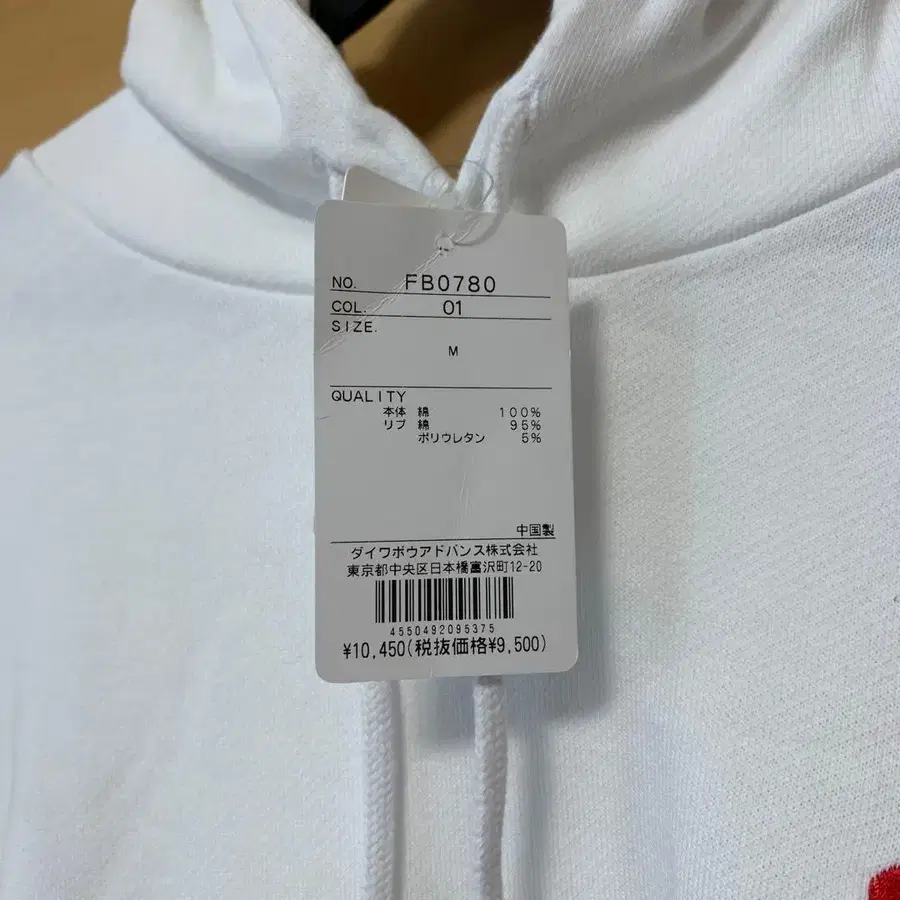 NO. FB0780
COL. 01
SIZE.
M
QUALITY
本体 綿 100%
リブ 綿 95%
ポリウレタン 5%
中国製
ダイワボウアドバンス株式会社
東京都中央区日本橋富沢町12-20
4550492095375
¥10,450(税抜価格¥9,500)